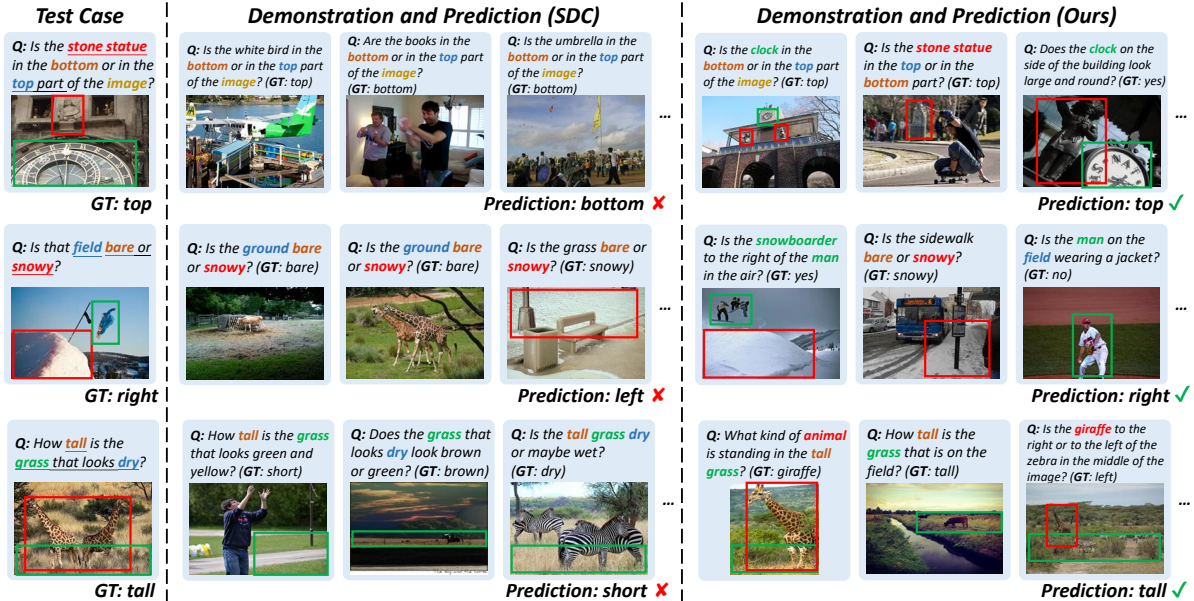 Test Case
Demonstration and Prediction (SDC)
Demonstration and Prediction (Ours)
Q: Is the stone statue
in the bottom or in the
top part of the image?
GT: top
Q: Is the white bird in the
bottom or in the top part
of the image? (GT: top)
Q: Are the books in the
bottom or in the top part
of the image?
(GT: bottom)
Q: Is the umbrella in the
bottom or in the top part
of the image?
(GT: bottom)
...
Prediction: bottom ✘
Q: Is the clock in the
bottom or in the top part
of the image? (GT: top)
Q: Is the stone statue
in the top or in the
bottom part? (GT: top)
Q: Does the clock on the
side of the building look
large and round? (GT: yes)
...
Prediction: top ✓
Q: Is that field bare or
snowy?
GT: right
Q: Is the ground bare
or snowy? (GT: bare)
Q: Is the ground bare
or snowy? (GT: bare)
Q: Is the grass bare or
snowy? (GT: snowy)
...
Prediction: left ✘
Q: Is the snowboarder
to the right of the man
in the air? (GT: yes)
Q: Is the sidewalk
bare or snowy?
(GT: snowy)
Q: Is the man on the
field wearing a jacket?
(GT: no)
...
Prediction: right ✓
Q: How tall is the
grass that looks dry?
GT: tall
Q: How tall is the grass
that looks green and
yellow? (GT: short)
Q: Does the grass that
looks dry look brown
or green? (GT: brown)
Q: Is the tall grass dry
or maybe wet?
(GT: dry)
...
Prediction: short ✘
Q: What kind of animal
is standing in the tall
grass? (GT: giraffe)
Q: How tall is the
grass that is on the
field? (GT: tall)
Q: Is the giraffe to the
right or to the left of the
zebra in the middle of the
image? (GT: left)
...
Prediction: tall ✓